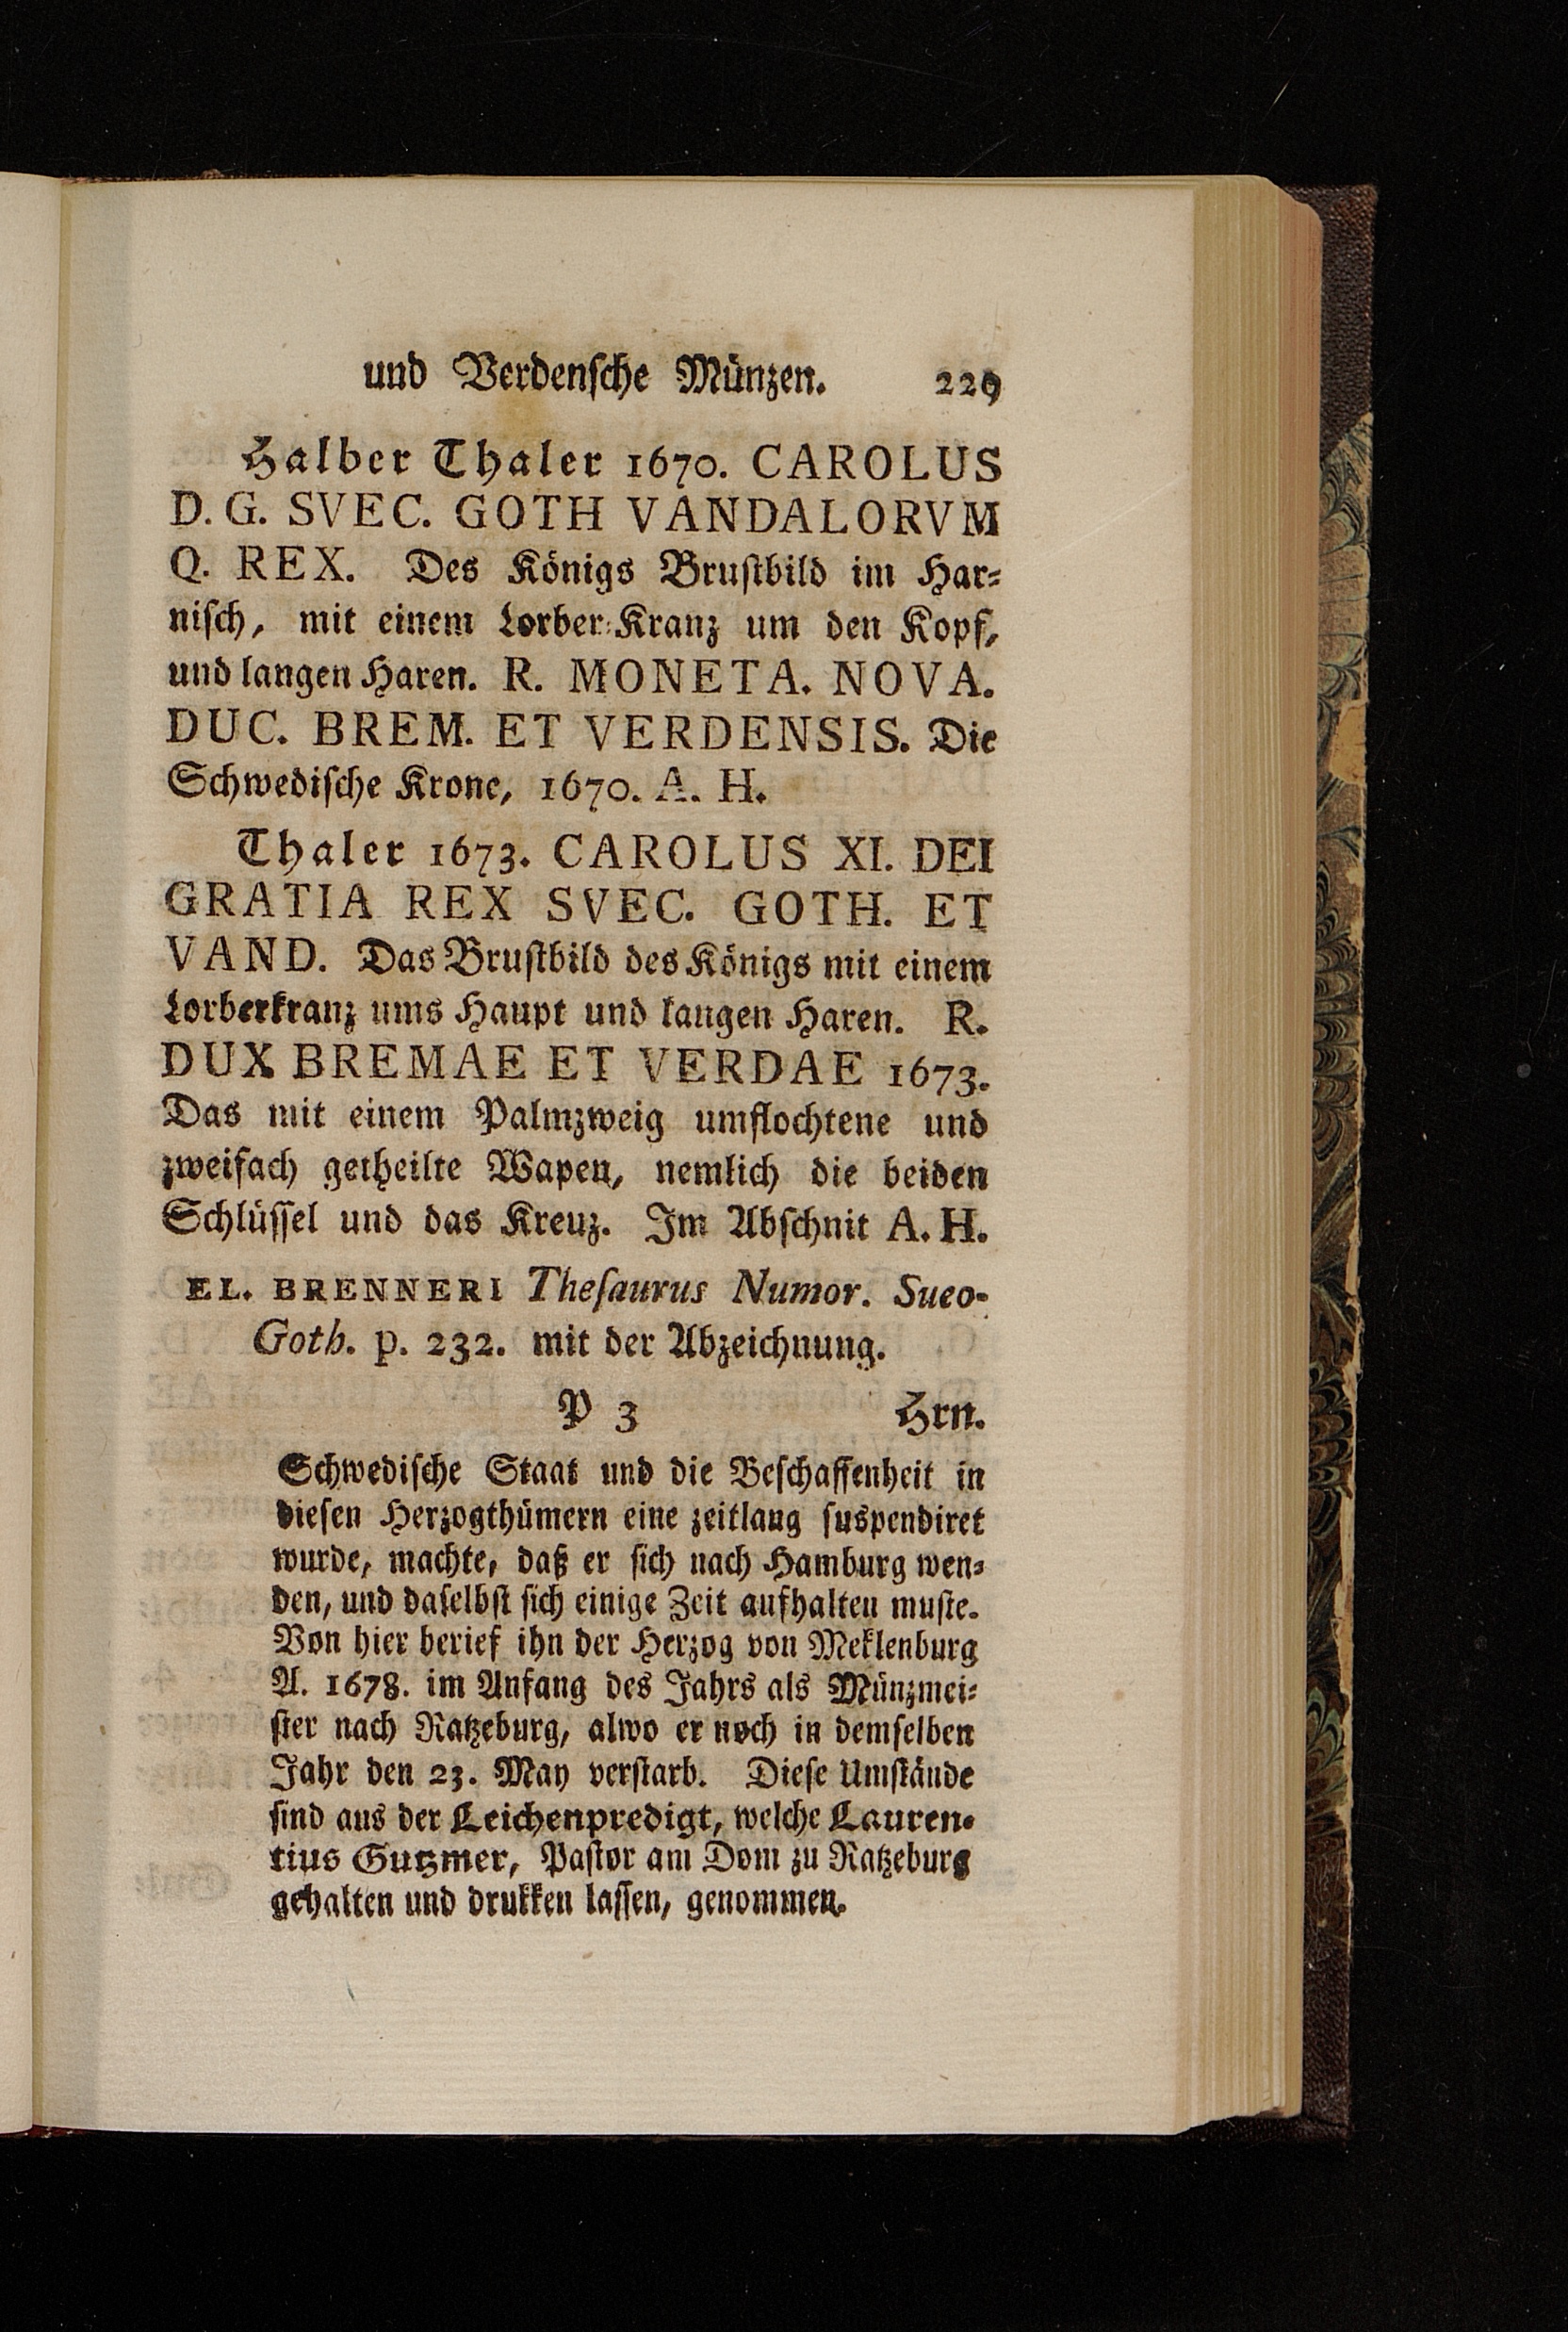 und Verdensche Münzen. 229
Halber Thaler 1670. CAROLUS
D. G. SVEC. GOTH VANDALORVM
Q. REX. Des Königs Brustbild im Har-
nisch, mit einem Lorber-Kranz um den Kopf,
und langen Haren. R. MONETA. NOVA.
DUC. BREM. ET VERDENSIS. Die
Schwedische Krone, 1670. A. H.
Thaler 1673. CAROLUS XI. DEI
GRATIA REX SVEC. GOTH. ET
VAND. Das Brustbild des Königs mit einem
Lorberkranz ums Haupt und langen Haren. R.
DUX BREMAE ET VERDAE 1673.
Das mit einem Palmzweig umflochtene und
zweifach getheilte Wapen, nemlich die beiden
Schlüssel und das Kreuz. Im Abschnit A. H.
EL. BRENNERI Thesaurus Numor. Sueo-
Goth. p. 232. mit der Abzeichnung.
P 3 Hrn.
Schwedische Staat und die Beschaffenheit in
diesen Herzogthümern eine zeitlang suspendiret
wurde, machte, daß er sich nach Hamburg wen-
den, und daselbst sich einige Zeit aufhalten muste.
Von hier berief ihn der Herzog von Meklenburg
A. 1678. im Anfang des Jahrs als Münzmei-
ster nach Ratzeburg, alwo er noch in demselben
Jahr den 23. May verstarb. Diese Umstände
sind aus der Leichenpredigt, welche Lauren-
tius Gutzmer, Pastor am Dom zu Ratzeburg
gehalten und drukken lassen, genommen.